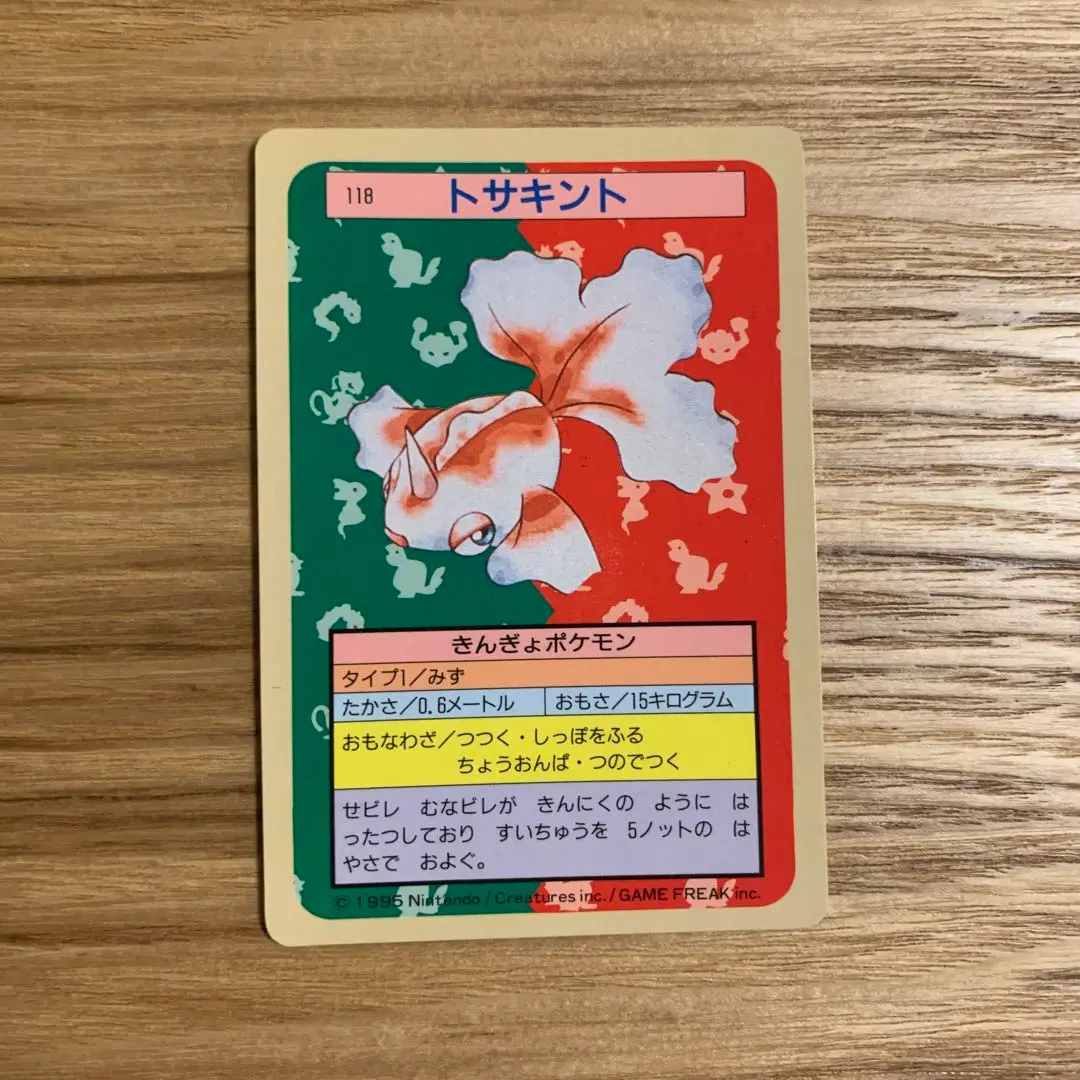 118 トサキント
きんぎょポケモン
タイプ1／みず
たかさ／0.6メートル おもさ／15キログラム
おもなわざ／つつく・しっぽをふる
ちょうおんぱ・つのでつく
せビレ むなビレが きんにくの ように は
ったつしており すいちゅうを 5ノットの は
やさで およぐ。
© 1995 Nintendo / Creatures inc. / GAME FREAK inc.